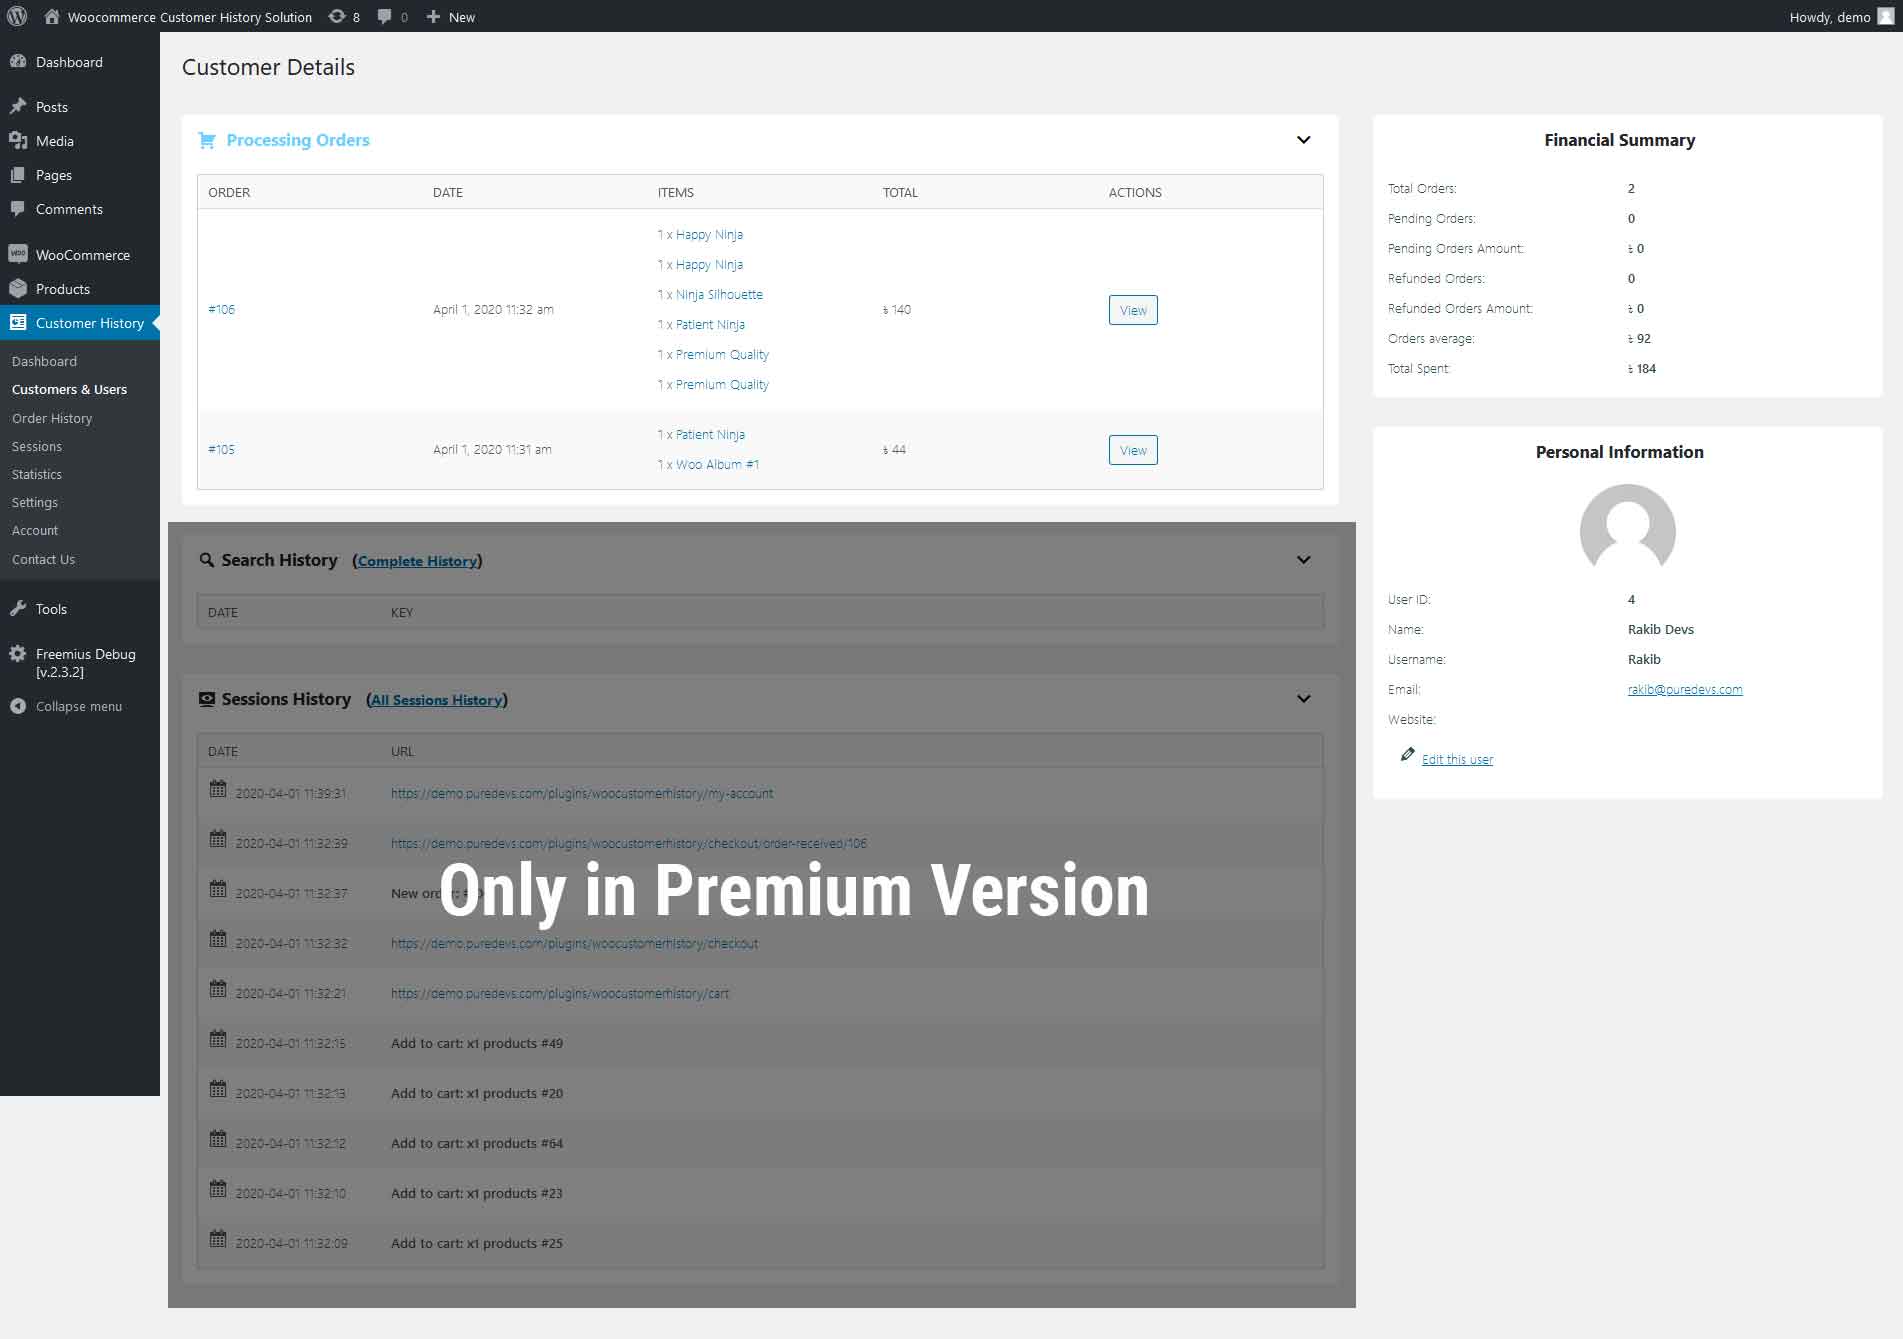 Woocommerce Customer History Solution
8
0
New
Howdy, demo
Dashboard
Posts
Media
Pages
Comments
WooCommerce
Products
Customer History
Dashboard
Customers & Users
Order History
Sessions
Statistics
Settings
Account
Contact Us
Tools
Freemius Debug
[v.2.3.2]
Collapse menu
Customer Details
Processing Orders
ORDER DATE ITEMS TOTAL ACTIONS
1 x Happy Ninja
1 x Happy Ninja
1 x Ninja Silhouette
#106 April 1, 2020 11:32 am ৳ 140 View
1 x Patient Ninja
1 x Premium Quality
1 x Premium Quality
1 x Patient Ninja
#105 April 1, 2020 11:31 am ৳ 44 View
1 x Woo Album #1
Search History (Complete History)
DATE KEY
Sessions History (All Sessions History)
DATE URL
2020-04-01 11:39:31 https://demo.puredevs.com/plugins/woocustomerhistory/my-account
2020-04-01 11:32:39 https://demo.puredevs.com/plugins/woocustomerhistory/checkout/order-received/106
2020-04-01 11:32:37 New order:
Only in Premium Version
2020-04-01 11:32:32 https://demo.puredevs.com/plugins/woocustomerhistory/checkout
2020-04-01 11:32:21 https://demo.puredevs.com/plugins/woocustomerhistory/cart
2020-04-01 11:32:15 Add to cart: x1 products #49
2020-04-01 11:32:13 Add to cart: x1 products #20
2020-04-01 11:32:12 Add to cart: x1 products #64
2020-04-01 11:32:10 Add to cart: x1 products #23
2020-04-01 11:32:09 Add to cart: x1 products #25
Financial Summary
Total Orders: 2
Pending Orders: 0
Pending Orders Amount: ৳ 0
Refunded Orders: 0
Refunded Orders Amount: ৳ 0
Orders average: ৳ 92
Total Spent: ৳ 184
Personal Information
User ID: 4
Name: Rakib Devs
Username: Rakib
Email: rakib@puredevs.com
Website:
Edit this user